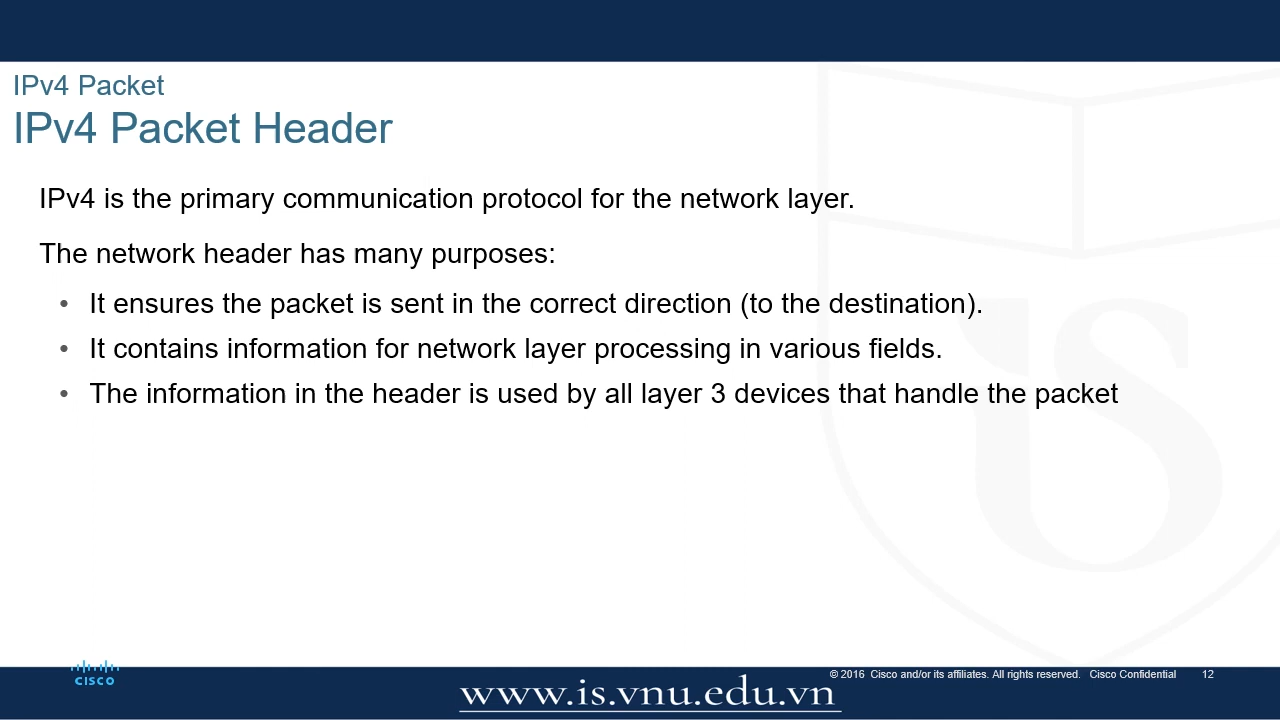 IPv4 Packet
IPv4 Packet Header
IPv4 is the primary communication protocol for the network layer.
The network header has many purposes:
• It ensures the packet is sent in the correct direction (to the destination).
• It contains information for network layer processing in various fields.
• The information in the header is used by all layer 3 devices that handle the packet
CISCO
© 2016 Cisco and/or its affiliates. All rights reserved. Cisco Confidential 12
www.is.vnu.edu.vn